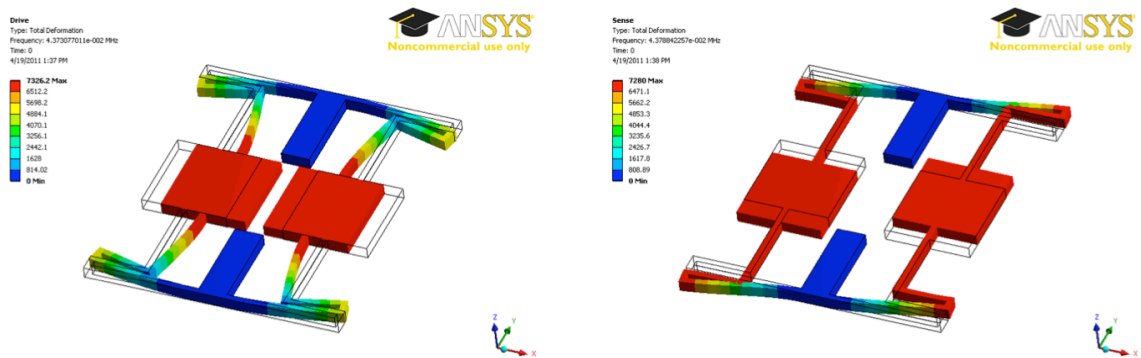 Drive
Type: Total Deformation
Frequency: 4.373077011e-002 MHz
Time: 0
4/19/2011 1:37 PM
7326.2 Max
6512.2
5698.2
4884.1
4070.1
3256.1
2442.1
1628
814.02
0 Min
ANSYS
Noncommercial use only
Z
Y
X
Sense
Type: Total Deformation
Frequency: 4.378842257e-002 MHz
Time: 0
4/19/2011 1:38 PM
7280 Max
6471.1
5662.2
4853.3
4044.4
3235.6
2426.7
1617.8
808.89
0 Min
ANSYS
Noncommercial use only
Z
Y
X